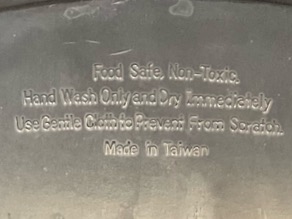 Food Safe. Non-Toxic.
Hand Wash Only and Dry Immediately
Use Gentle Cloth to Prevent From Scratch.
Made in Taiwan